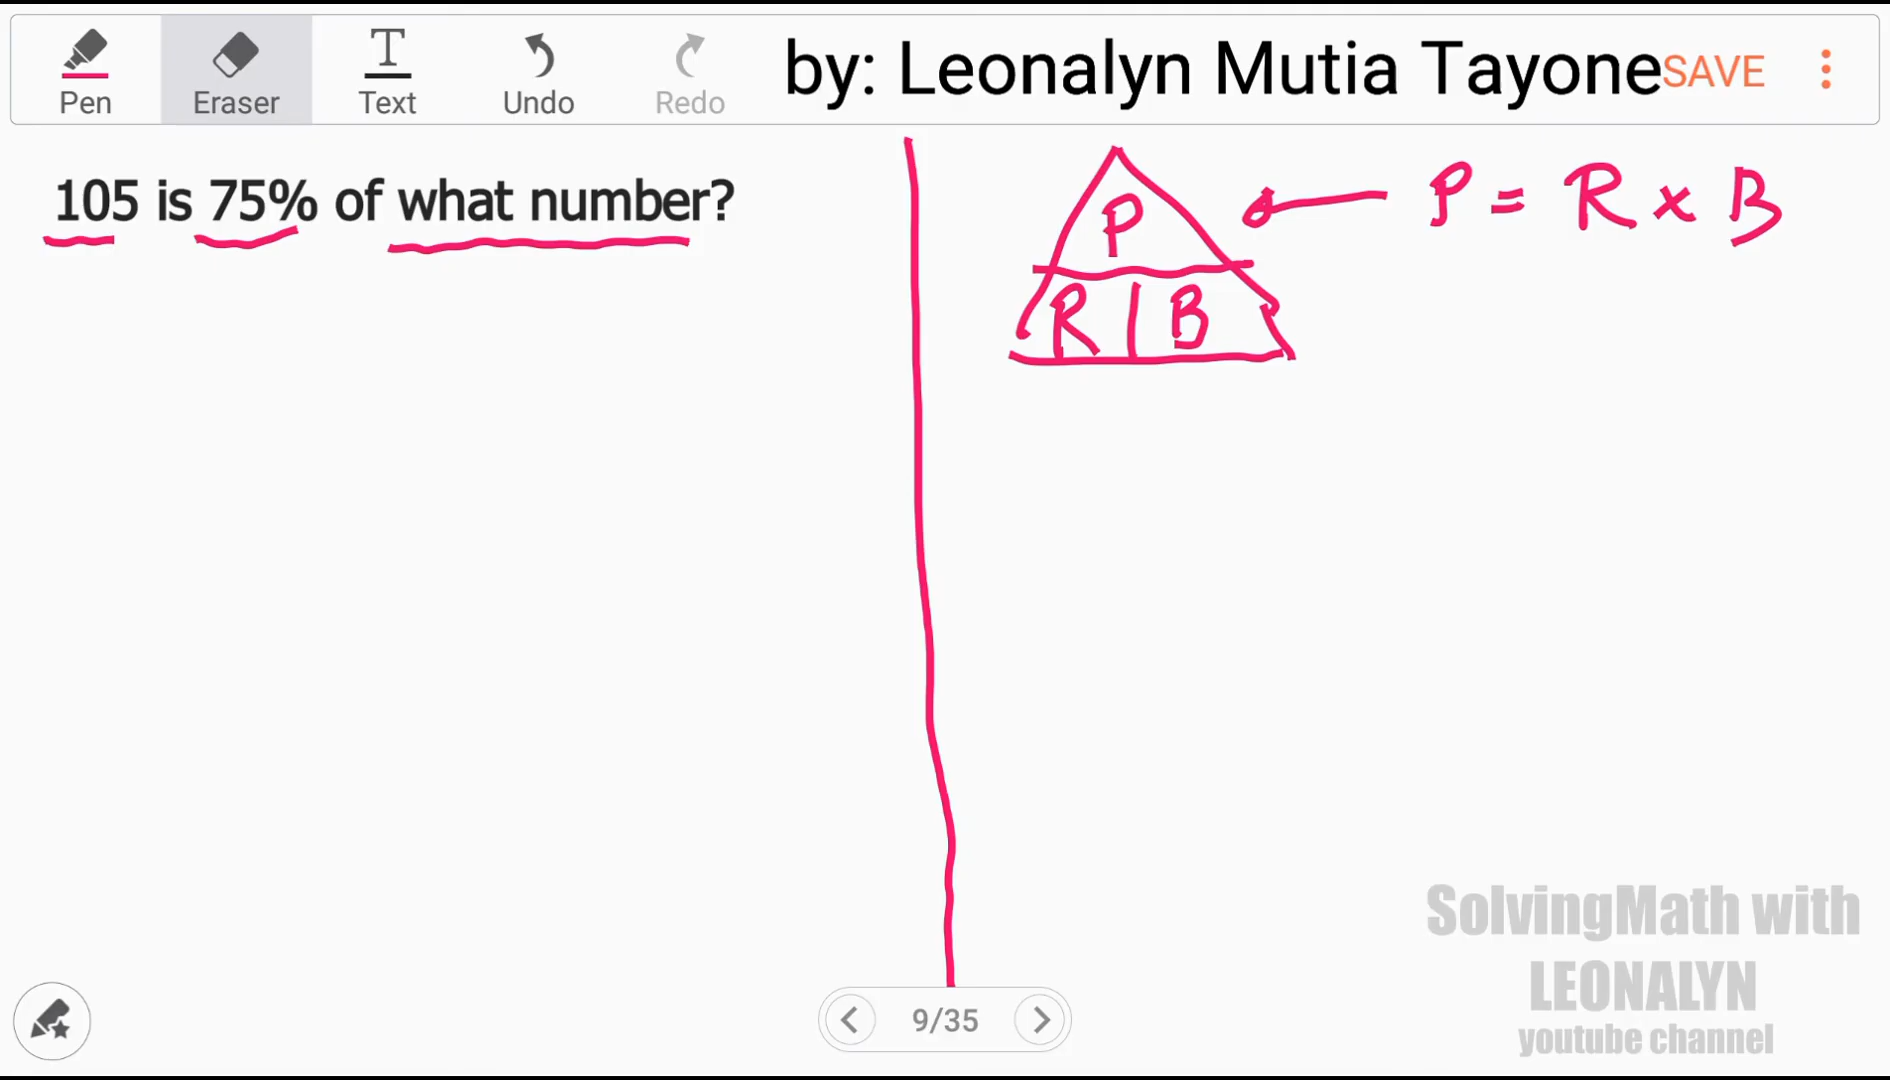 Pen
Eraser
Text
Undo
Redo
by: Leonalyn Mutia Tayone
SAVE
105 is 75% of what number?
P
R | B
P = R x B
SolvingMath with
LEONALYN
youtube channel
9/35